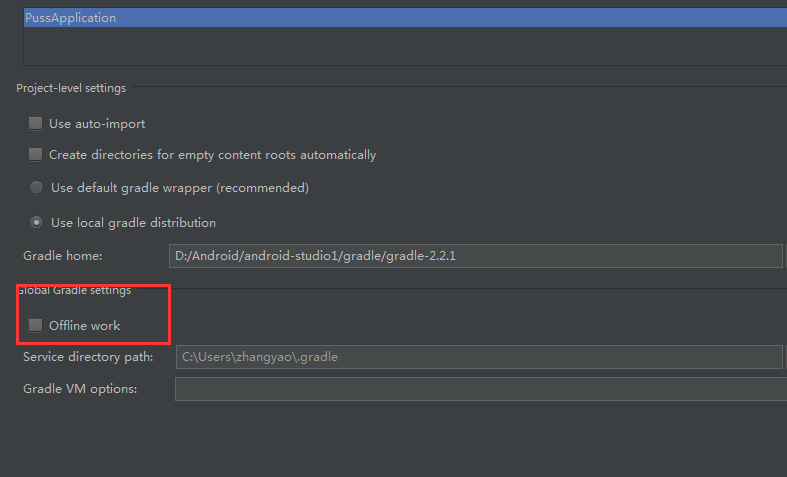 PussApplication
Project-level settings
Use auto-import
Create directories for empty content roots automatically
Use default gradle wrapper (recommended)
Use local gradle distribution
Gradle home: D:/Android/android-studio1/gradle/gradle-2.2.1
Global Gradle settings
Offline work
Service directory path: C:\Users\zhangyao\.gradle
Gradle VM options: